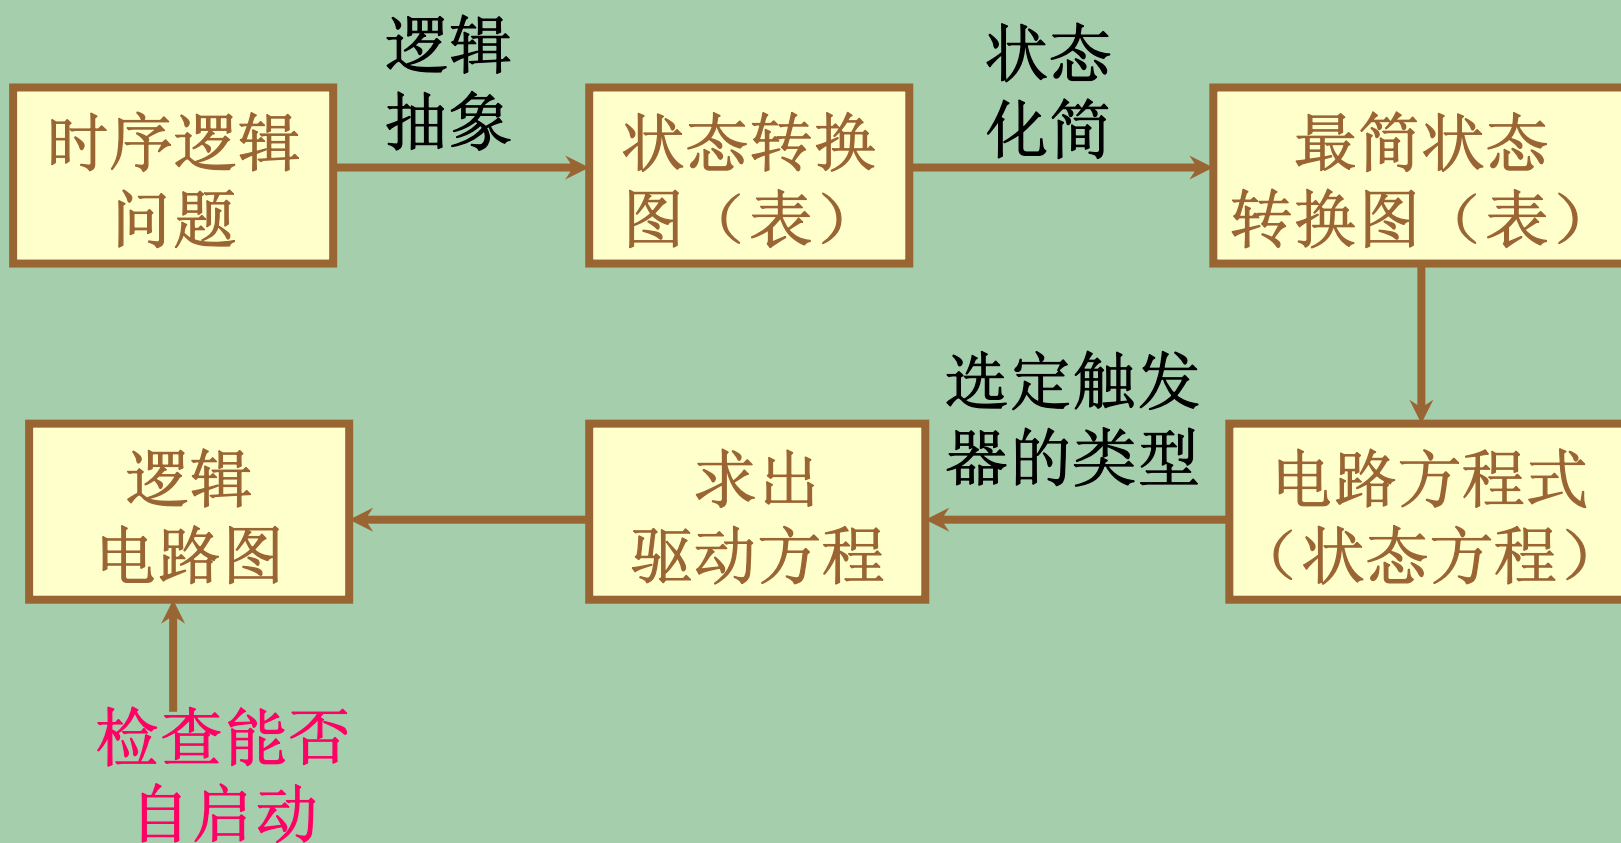 时序逻辑
问题
逻辑
抽象
状态转换
图（表）
状态
化简
最简状态
转换图（表）
电路方程式
（状态方程）
选定触发
器的类型
求出
驱动方程
逻辑
电路图
检查能否
自启动